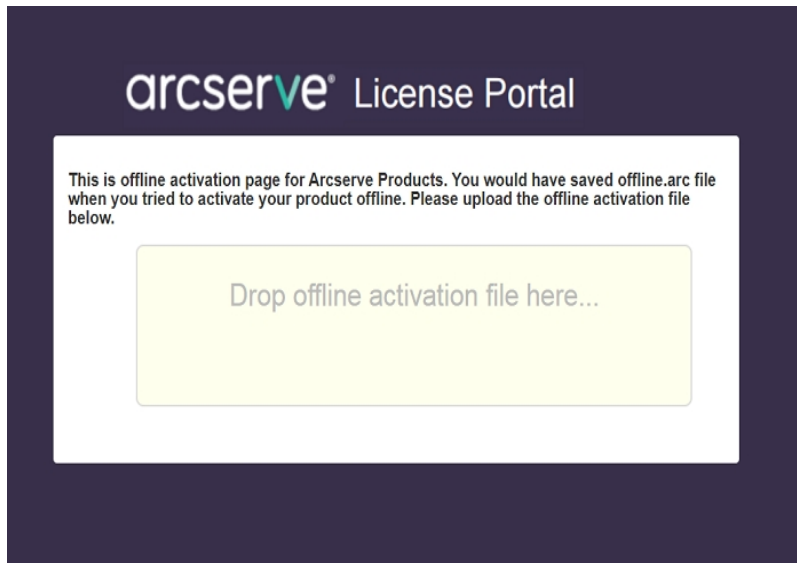 arcserve® License Portal
This is offline activation page for Arcserve Products. You would have saved offline.arc file
when you tried to activate your product offline. Please upload the offline activation file
below.
Drop offline activation file here...